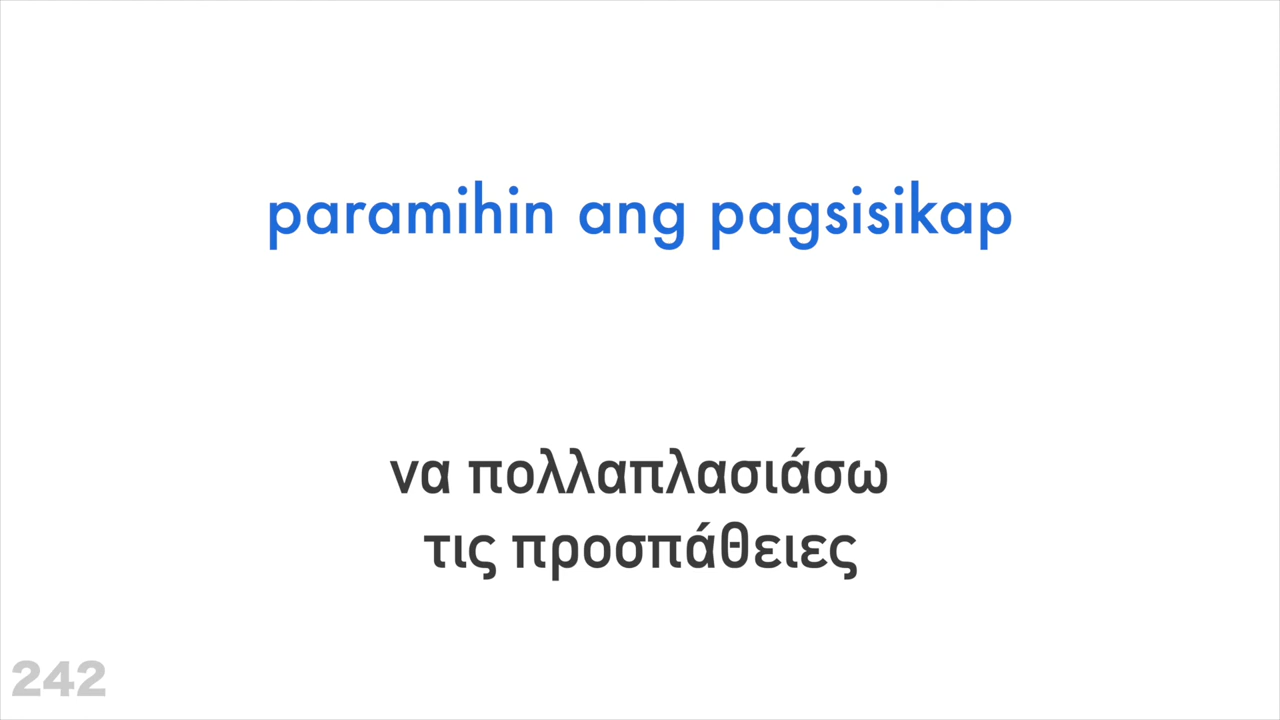 paramihin ang pagsisikap
να πολλαπλασιάσω
τις προσπάθειες
242